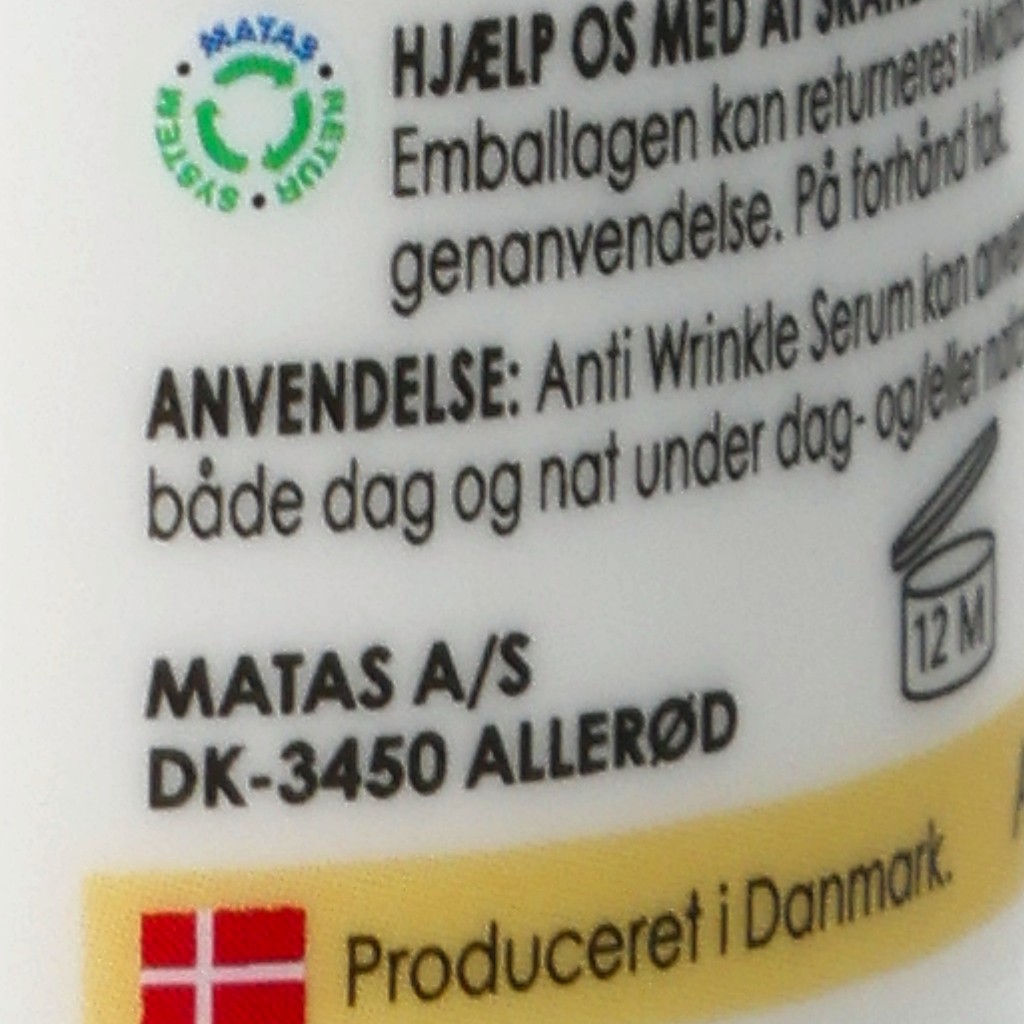 MATAS RETUR SYSTEM
HJÆLP OS MED AT
Emballagen kan returneres i
genanvendelse. På forhånd tak.
ANVENDELSE: Anti Wrinkle Serum kan
både dag og nat under dag- og/eller
12 M
MATAS A/S
DK-3450 ALLERØD
Produceret i Danmark.